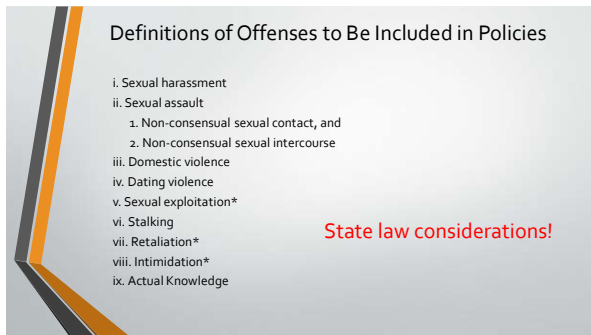 Definitions of Offenses to Be Included in Policies
i. Sexual harassment
ii. Sexual assault
1. Non-consensual sexual contact, and
2. Non-consensual sexual intercourse
iii. Domestic violence
iv. Dating violence
v. Sexual exploitation*
vi. Stalking
State law considerations!
vii. Retaliation*
viii. Intimidation*
ix. Actual Knowledge